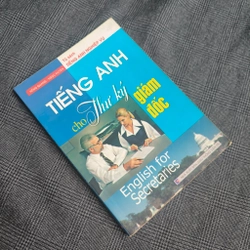 TIẾNG ANH
cho Thư ký
giám đốc
English for
Secretaries